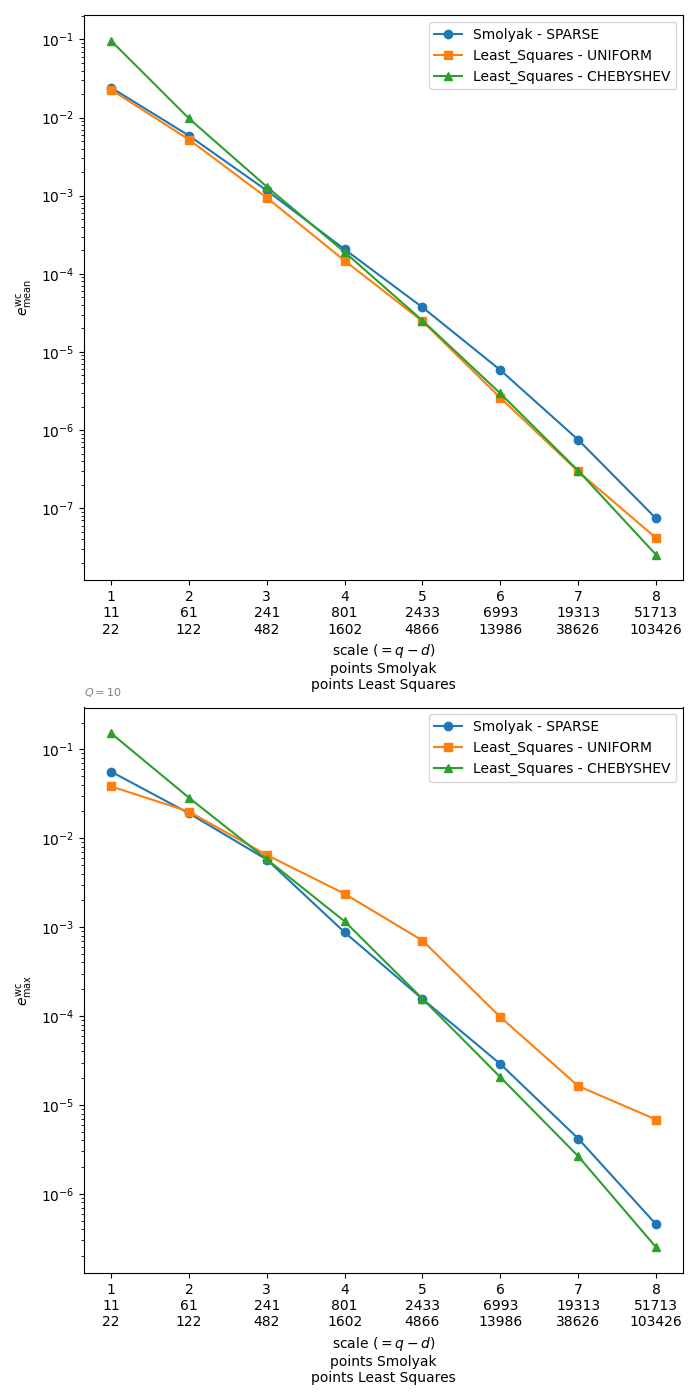 Smolyak - SPARSE
Least_Squares - UNIFORM
Least_Squares - CHEBYSHEV
10⁻¹
10⁻²
10⁻³
10⁻⁴
10⁻⁵
10⁻⁶
10⁻⁷
e^wc_mean
1 2 3 4 5 6 7 8
11 61 241 801 2433 6993 19313 51713
22 122 482 1602 4866 13986 38626 103426
scale (= q − d)
points Smolyak
points Least Squares
Q = 10
Smolyak - SPARSE
Least_Squares - UNIFORM
Least_Squares - CHEBYSHEV
10⁻¹
10⁻²
10⁻³
10⁻⁴
10⁻⁵
10⁻⁶
e^wc_max
1 2 3 4 5 6 7 8
11 61 241 801 2433 6993 19313 51713
22 122 482 1602 4866 13986 38626 103426
scale (= q − d)
points Smolyak
points Least Squares